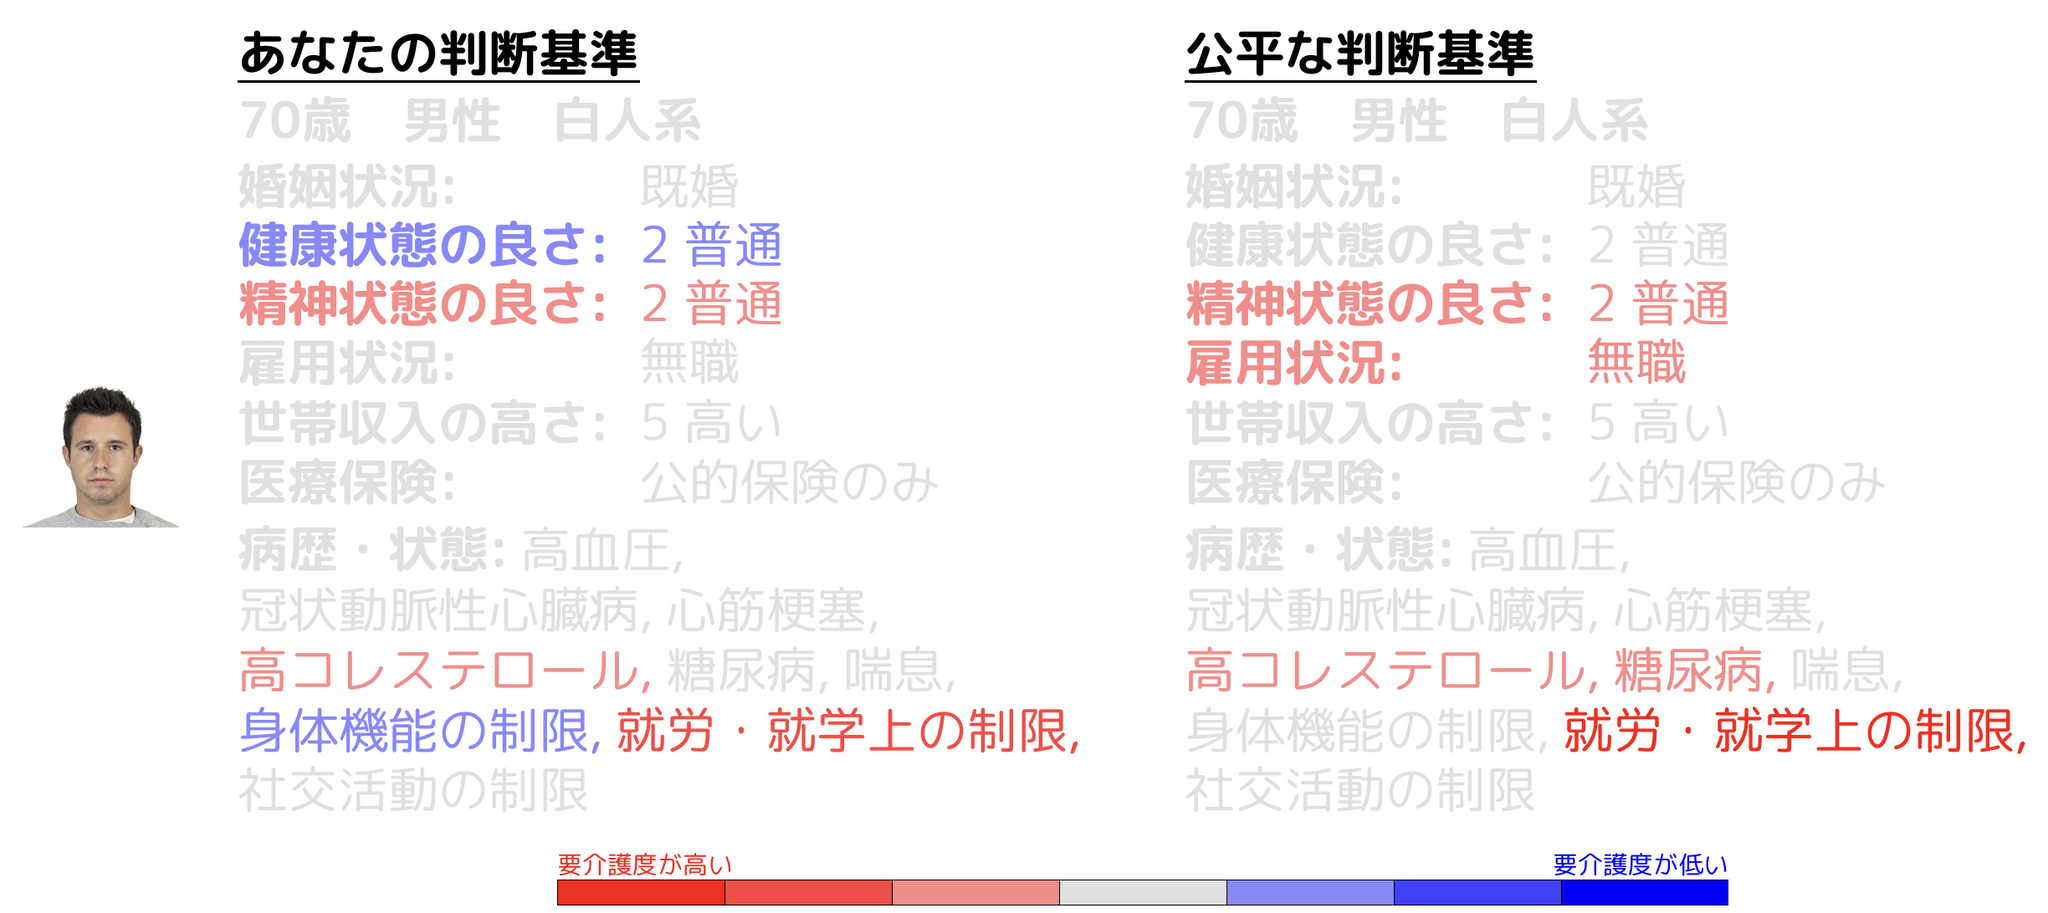 あなたの判断基準
70歳 男性 白人系
婚姻状況: 既婚
健康状態の良さ: 2 普通
精神状態の良さ: 2 普通
雇用状況: 無職
世帯収入の高さ: 5 高い
医療保険: 公的保険のみ
病歴・状態: 高血圧,
冠状動脈性心臓病, 心筋梗塞,
高コレステロール, 糖尿病, 喘息,
身体機能の制限, 就労・就学上の制限,
社交活動の制限
公平な判断基準
70歳 男性 白人系
婚姻状況: 既婚
健康状態の良さ: 2 普通
精神状態の良さ: 2 普通
雇用状況: 無職
世帯収入の高さ: 5 高い
医療保険: 公的保険のみ
病歴・状態: 高血圧,
冠状動脈性心臓病, 心筋梗塞,
高コレステロール, 糖尿病, 喘息,
身体機能の制限, 就労・就学上の制限,
社交活動の制限
要介護度が高い
要介護度が低い